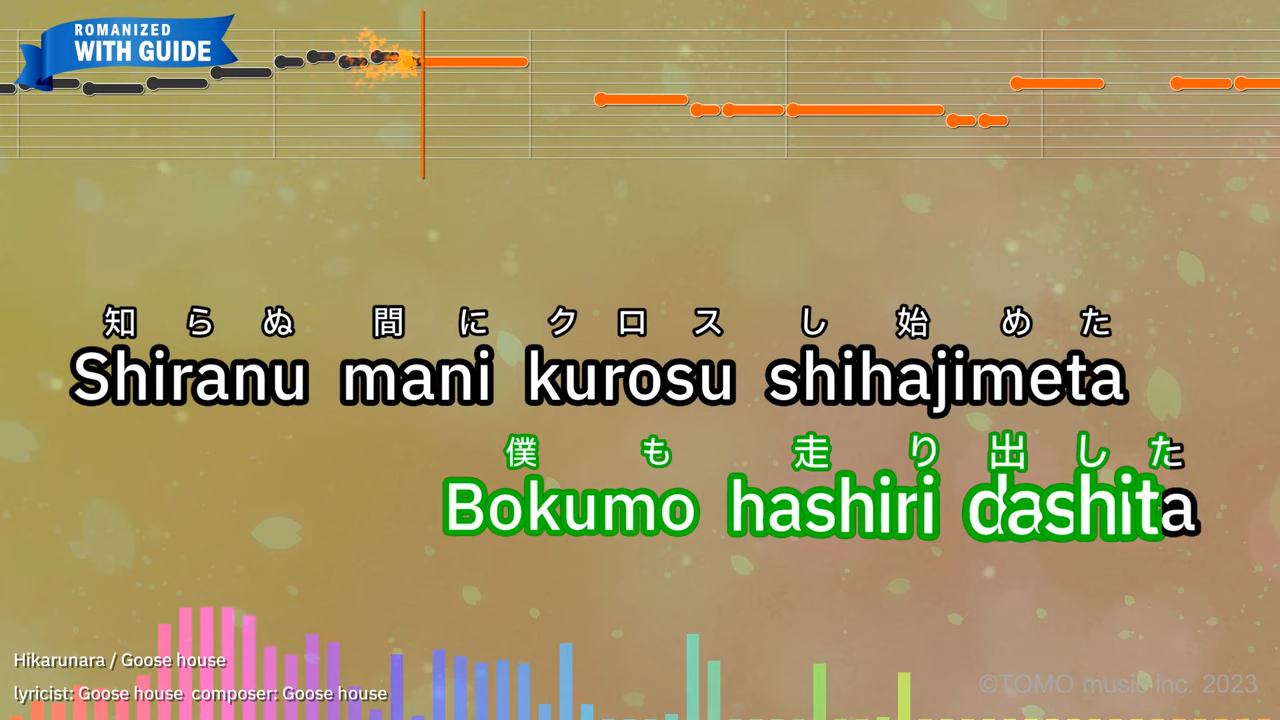 ROMANIZED
WITH GUIDE
知らぬ間にクロスし始めた
Shiranu mani kurosu shihajimeta
僕も走り出した
Bokumo hashiri dashita
Hikarunara / Goose house
lyricist: Goose house composer: Goose house
©TOMO music inc. 2023